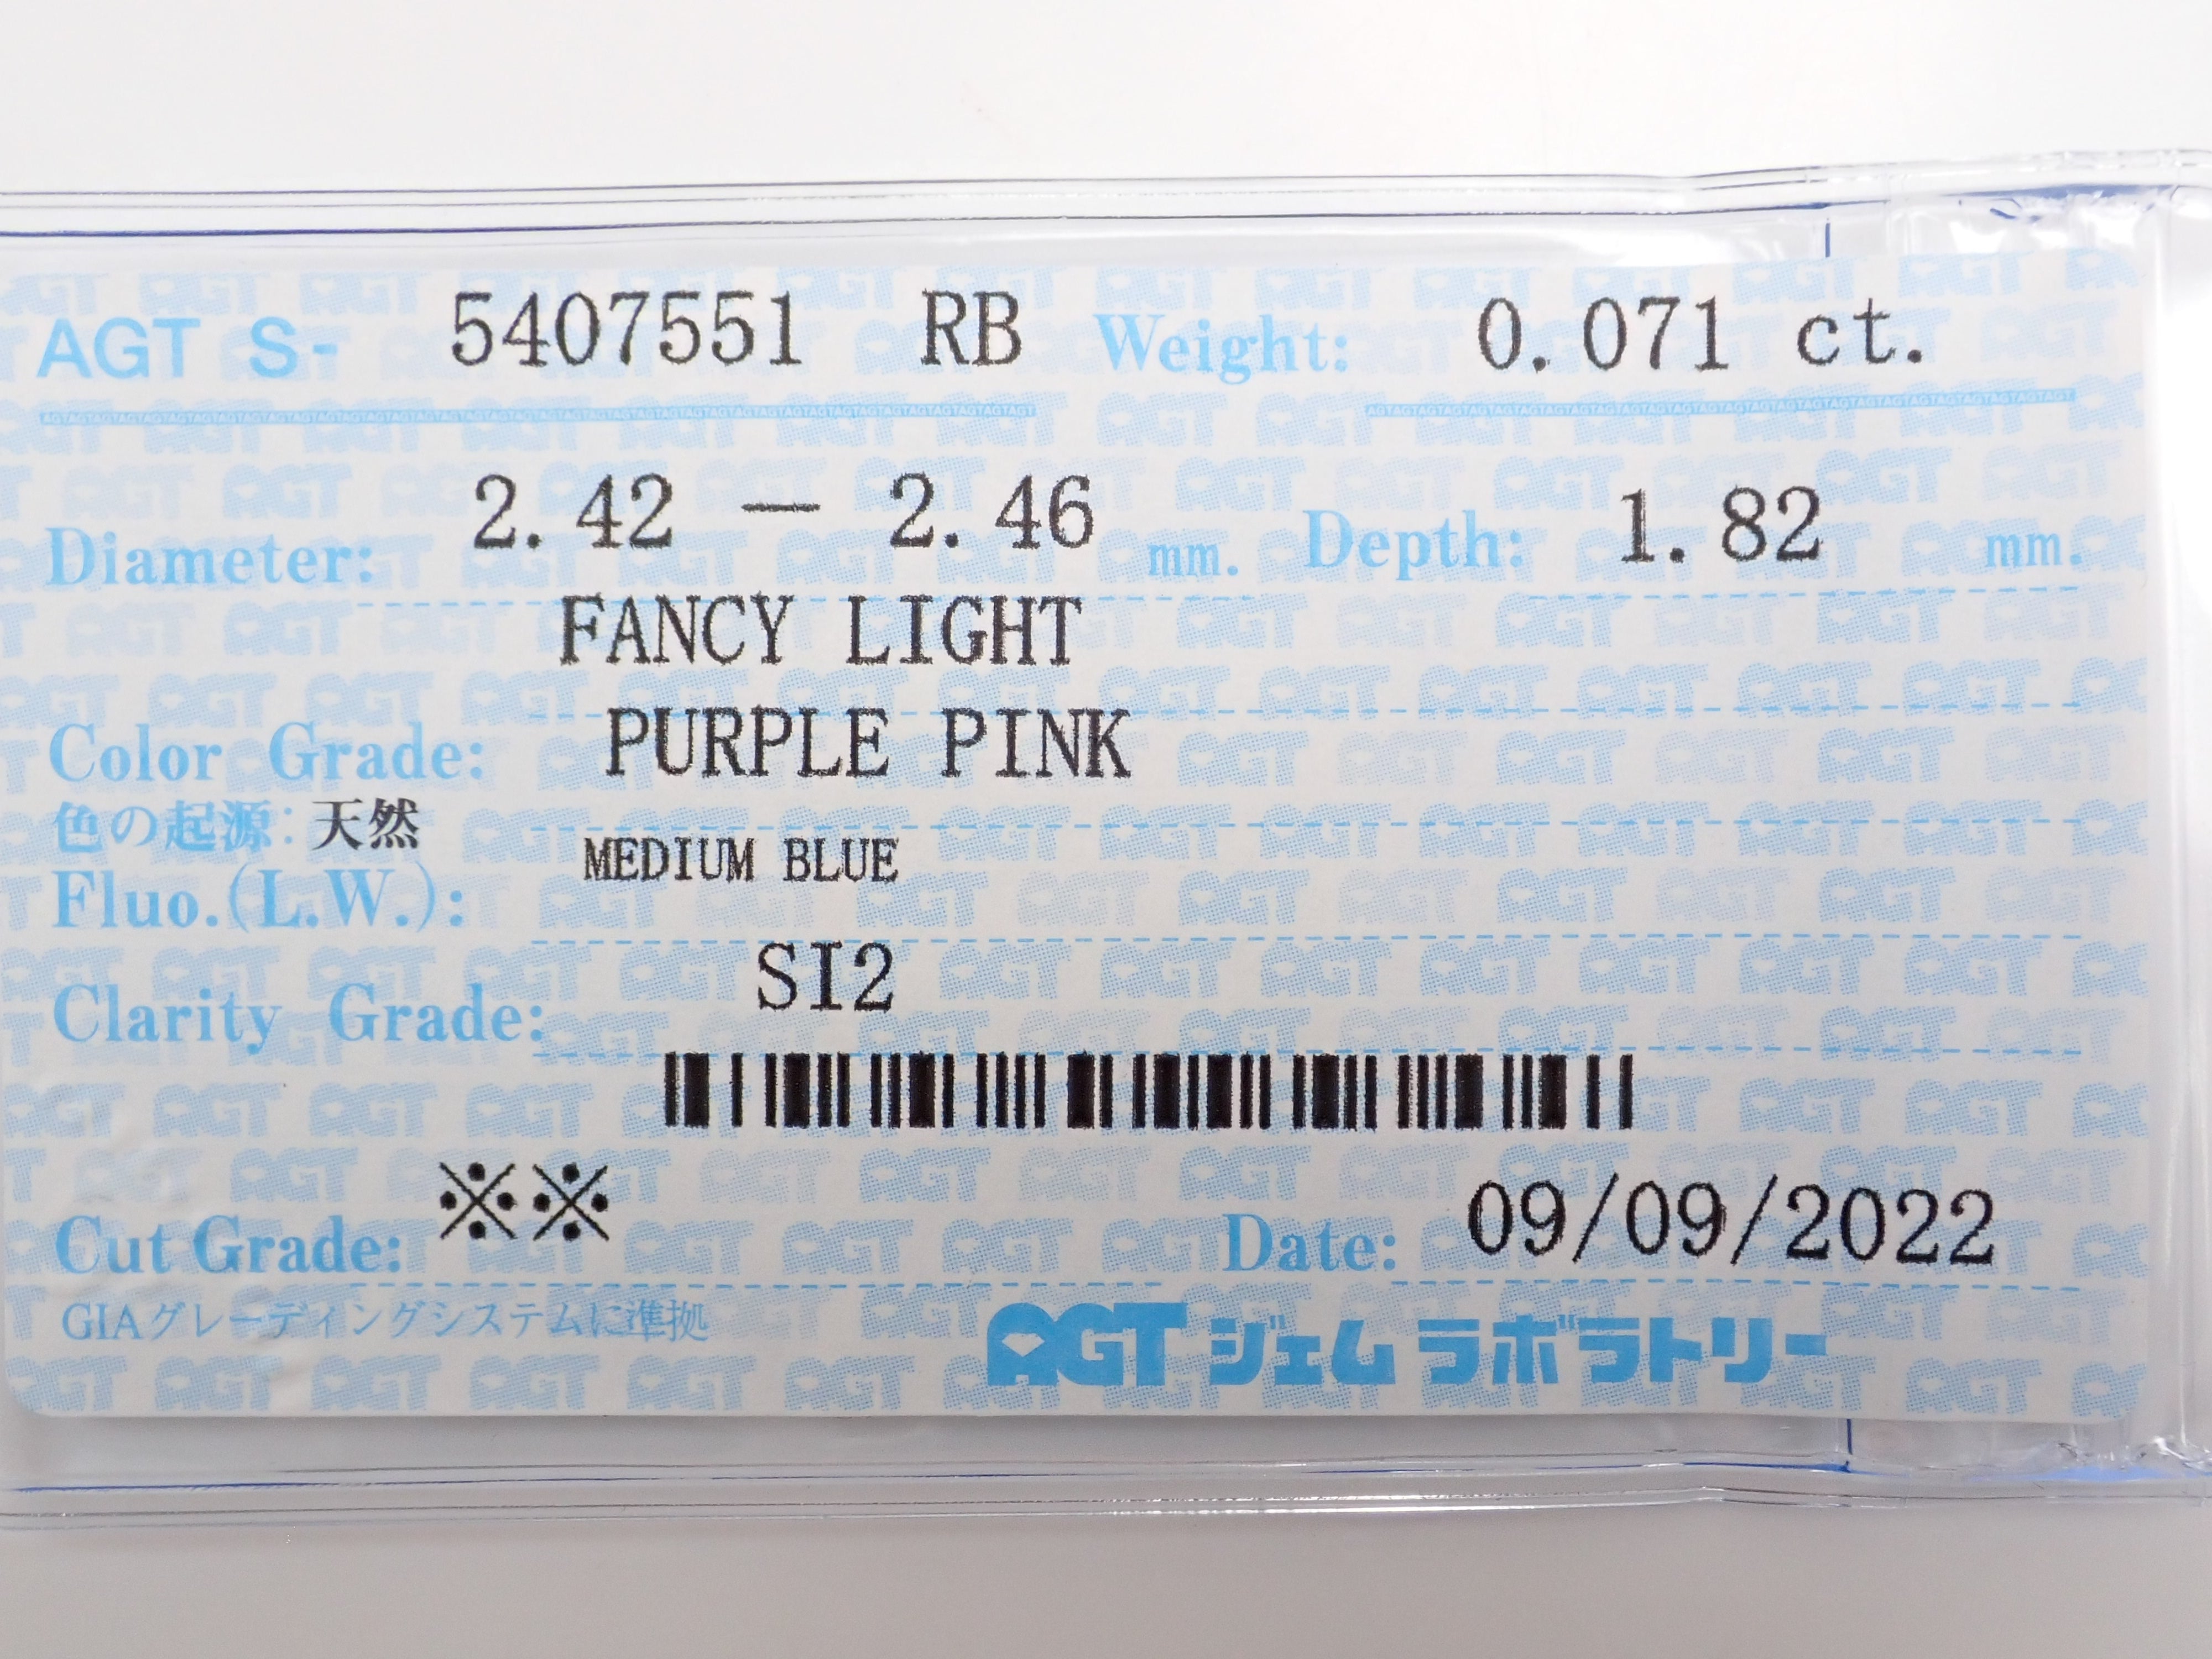 AGT S- 5407551 RB Weight: 0.071 ct.
Diameter: 2.42 － 2.46 mm. Depth: 1.82 mm.
FANCY LIGHT
Color Grade: PURPLE PINK
色の起源: 天然
Fluo.(L.W.): MEDIUM BLUE
Clarity Grade: SI2
Cut Grade: ※※ Date: 09/09/2022
GIAグレーディングシステムに準拠
AGT ジェム ラボラトリー